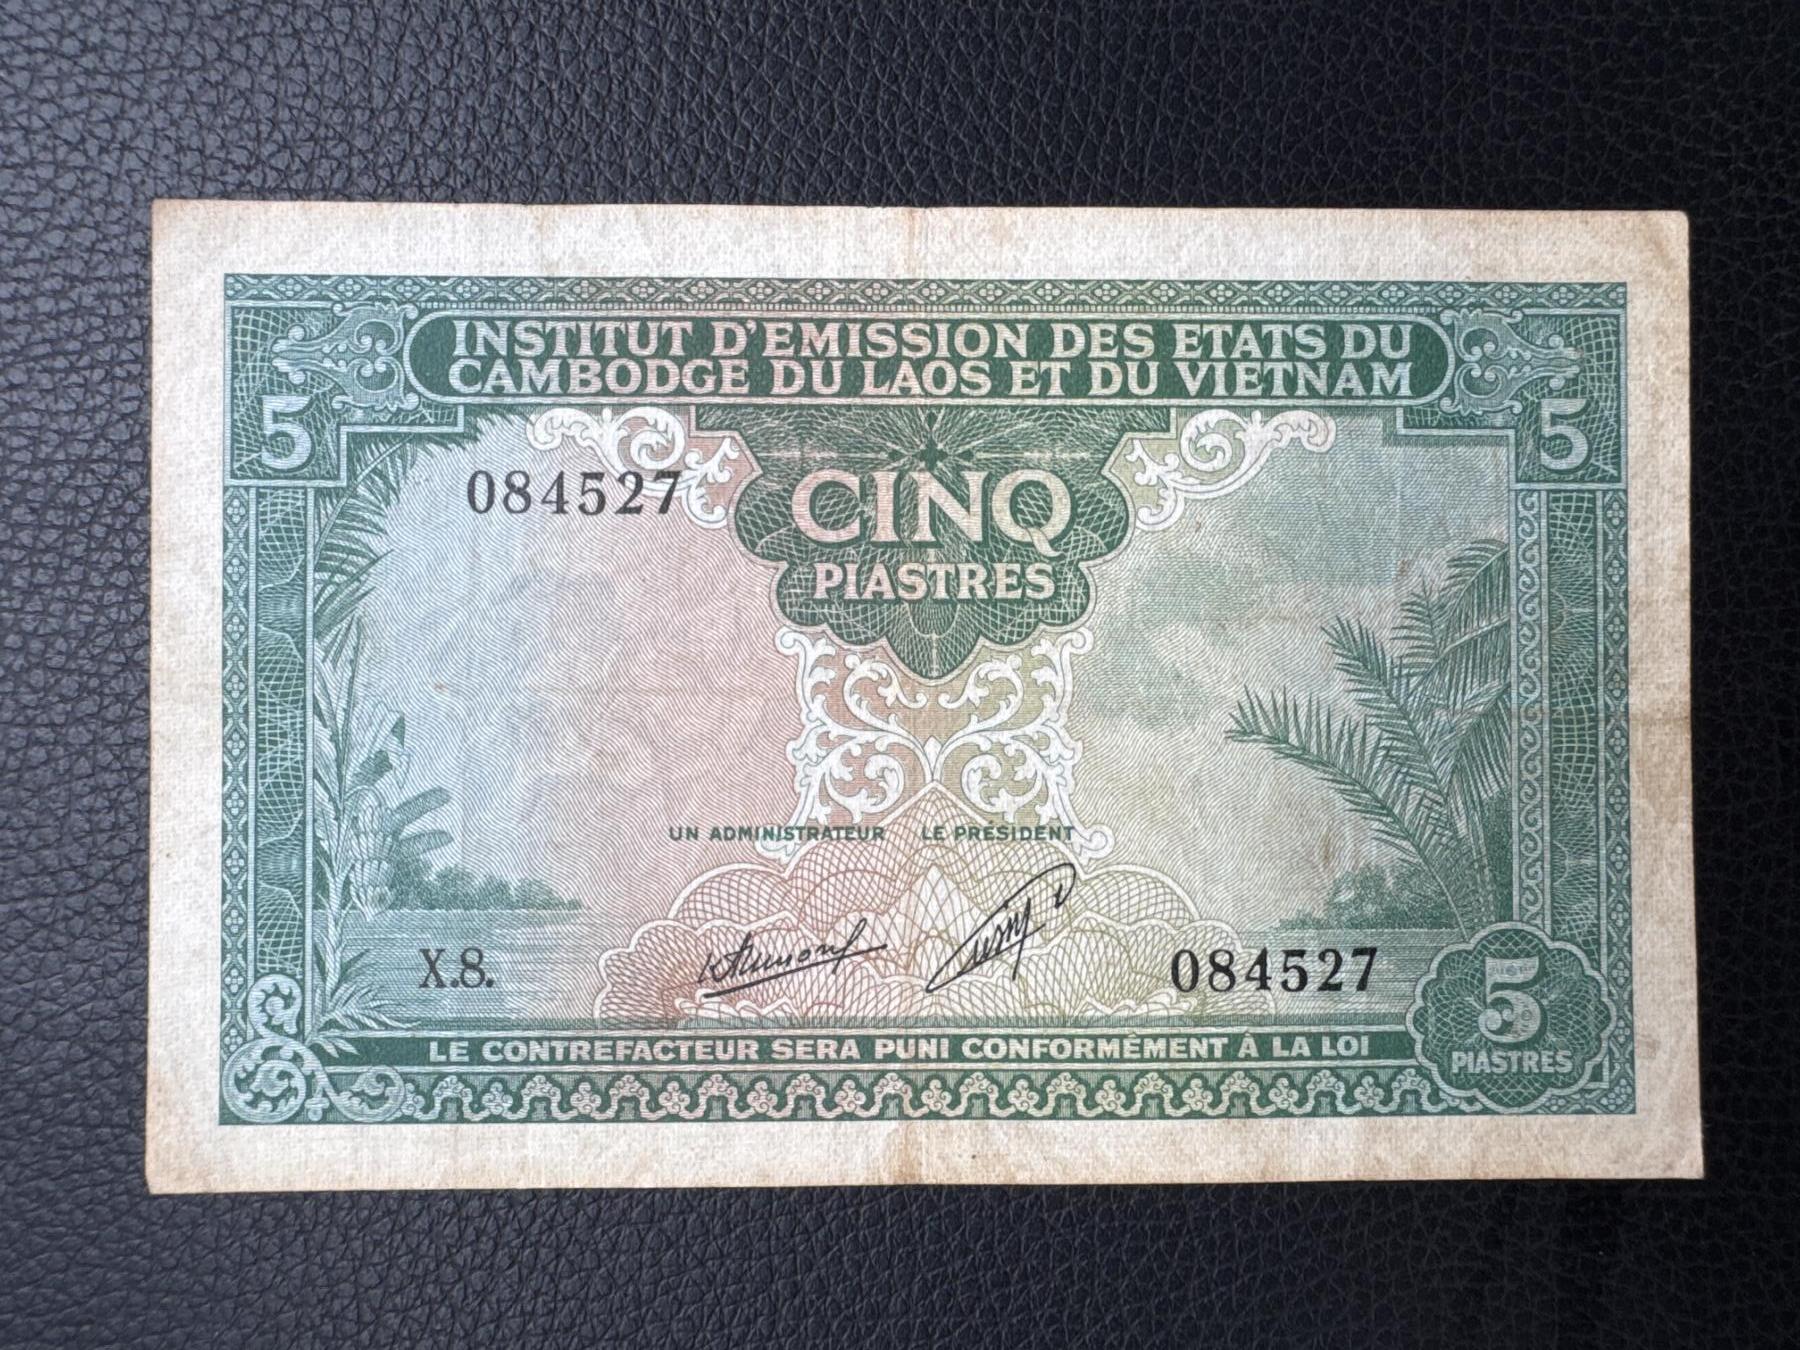 INSTITUT D'EMISSION DES ETATS DU
CAMBODGE DU LAOS ET DU VIETNAM
5
5
084527
CINQ
PIASTRES
UN ADMINISTRATEUR LE PRÉSIDENT
X.8.
084527
LE CONTREFACTEUR SERA PUNI CONFORMÉMENT À LA LOI
5
PIASTRES